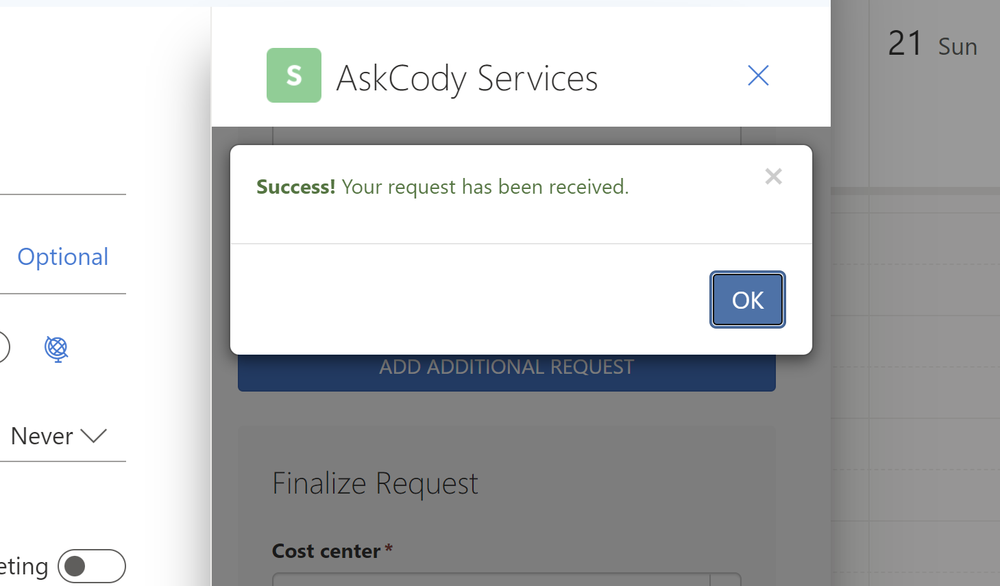 S AskCody Services
21 Sun
Success! Your request has been received.
Optional
OK
ADD ADDITIONAL REQUEST
Never
Finalize Request
Cost center *